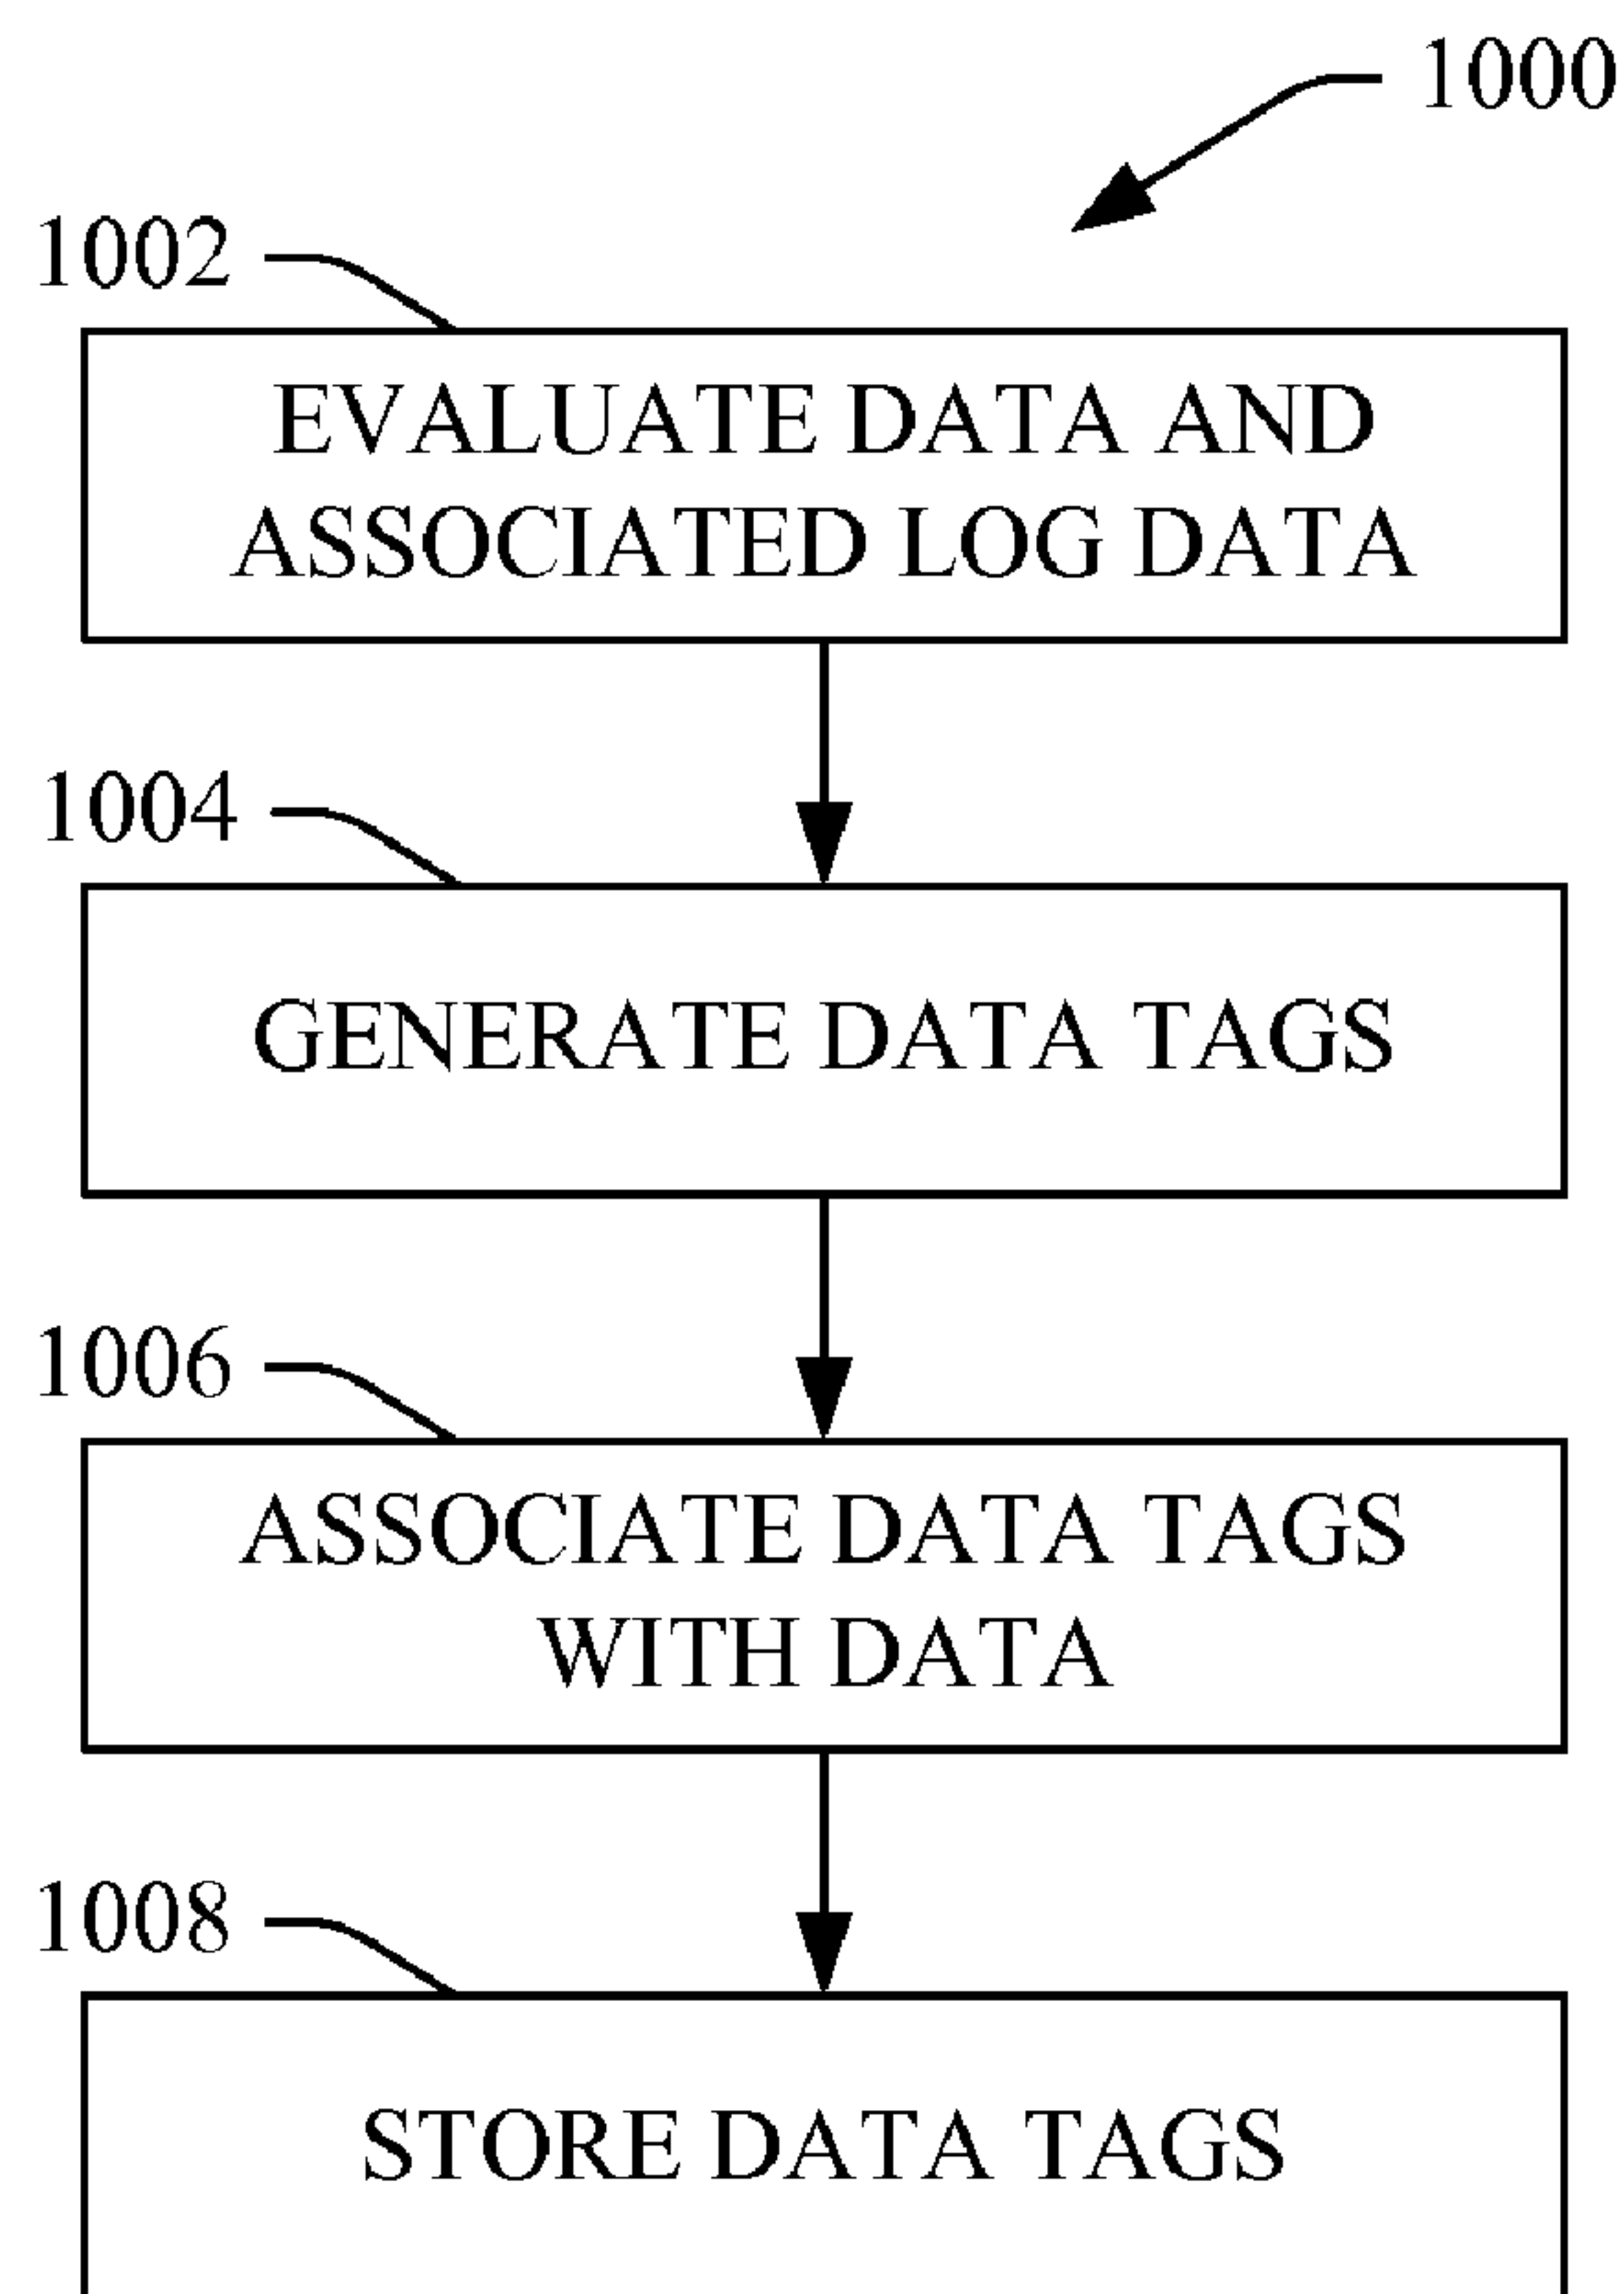 1000
1002
EVALUATE DATA AND
ASSOCIATED LOG DATA
1004
GENERATE DATA TAGS
1006
ASSOCIATE DATA TAGS
WITH DATA
1008
STORE DATA TAGS